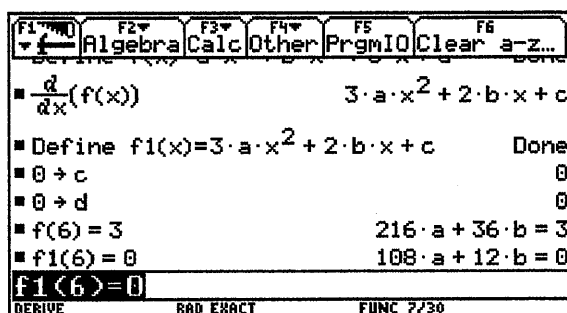 F1 F2 F3 F4 F5 F6
Algebra Calc Other PrgmIO Clear a-z…
d/dx(f(x)) 3·a·x² + 2·b·x + c
Define f1(x)=3·a·x² + 2·b·x + c Done
0 → c 0
0 → d 0
f(6) = 3 216·a + 36·b = 3
f1(6) = 0 108·a + 12·b = 0
f1(6)=0
DERIVE RAD EXACT FUNC 7/30